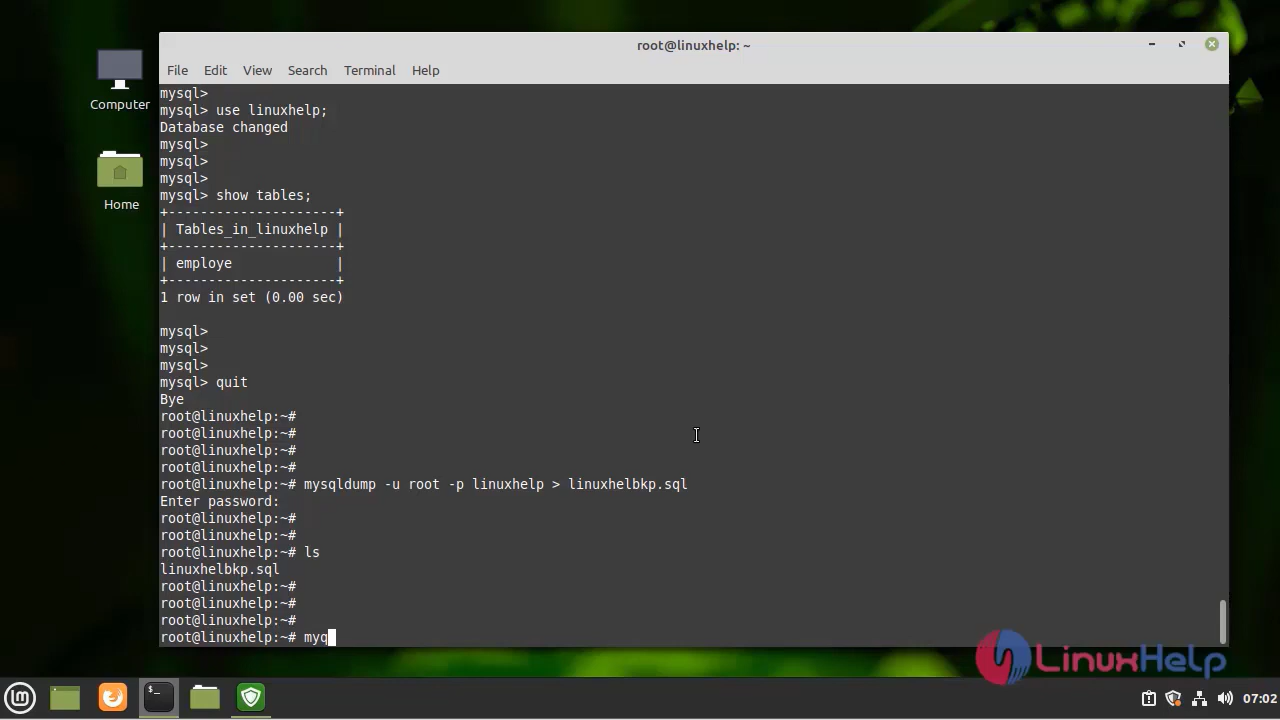 root@linuxhelp: ~
File Edit View Search Terminal Help
Computer
Home
mysql>
mysql> use linuxhelp;
Database changed
mysql>
mysql>
mysql>
mysql> show tables;
+---------------------+
| Tables_in_linuxhelp |
+---------------------+
| employe             |
+---------------------+
1 row in set (0.00 sec)
mysql>
mysql>
mysql>
mysql> quit
Bye
root@linuxhelp:~#
root@linuxhelp:~#
root@linuxhelp:~#
root@linuxhelp:~#
root@linuxhelp:~# mysqldump -u root -p linuxhelp > linuxhelbkp.sql
Enter password:
root@linuxhelp:~#
root@linuxhelp:~#
root@linuxhelp:~# ls
linuxhelbkp.sql
root@linuxhelp:~#
root@linuxhelp:~#
root@linuxhelp:~#
root@linuxhelp:~# myq
LinuxHelp
07:02